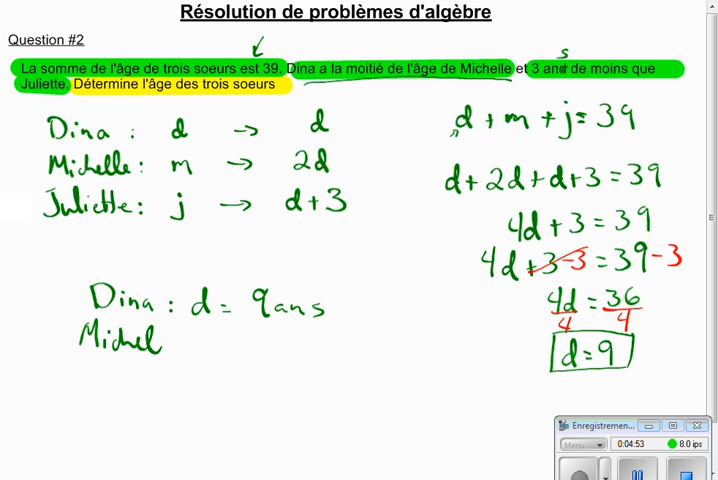 Résolution de problèmes d'algèbre
Question #2
La somme de l'âge de trois soeurs est 39. Dina a la moitié de l'âge de Michelle et 3 and de moins que
s
Juliette. Détermine l'âge des trois soeurs
Dina : d → d
Michelle: m → 2d
Juliette: j → d+3
d + m + j = 39
d + 2d + d + 3 = 39
4d + 3 = 39
4d + 3 - 3 = 39 - 3
4d = 36
4 4
d = 9
Dina : d = 9 ans
Michel
Enregistremen...
Menu
0:04:53
8.0 ips